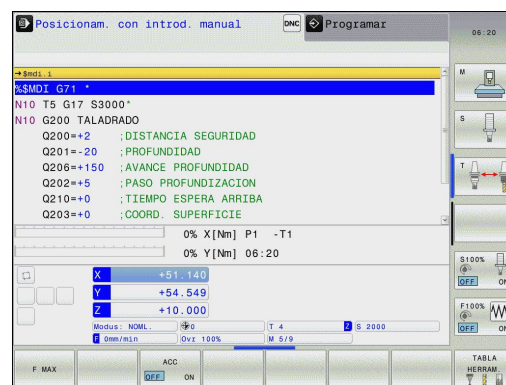 Posicionam. con introd. manual
DNC
Programar
06:20
→$mdi.i
%$MDI G71 *
N10 T5 G17 S3000*
N10 G200 TALADRADO
Q200=+2 ;DISTANCIA SEGURIDAD
Q201=-20 ;PROFUNDIDAD
Q206=+150 ;AVANCE PROFUNDIDAD
Q202=+5 ;PASO PROFUNDIZACION
Q210=+0 ;TIEMPO ESPERA ARRIBA
Q203=+0 ;COORD. SUPERFICIE
0% X[Nm] P1 -T1
0% Y[Nm] 06:20
X +51.140
Y +54.549
Z +10.000
Modus: NOML. 0 T 4 Z S 2000
F 0mm/min Ovr 100% M 5/9
M
S
T
S100%
OFF ON
F100%
OFF ON
F MAX
ACC
OFF ON
TABLA
HERRAM.